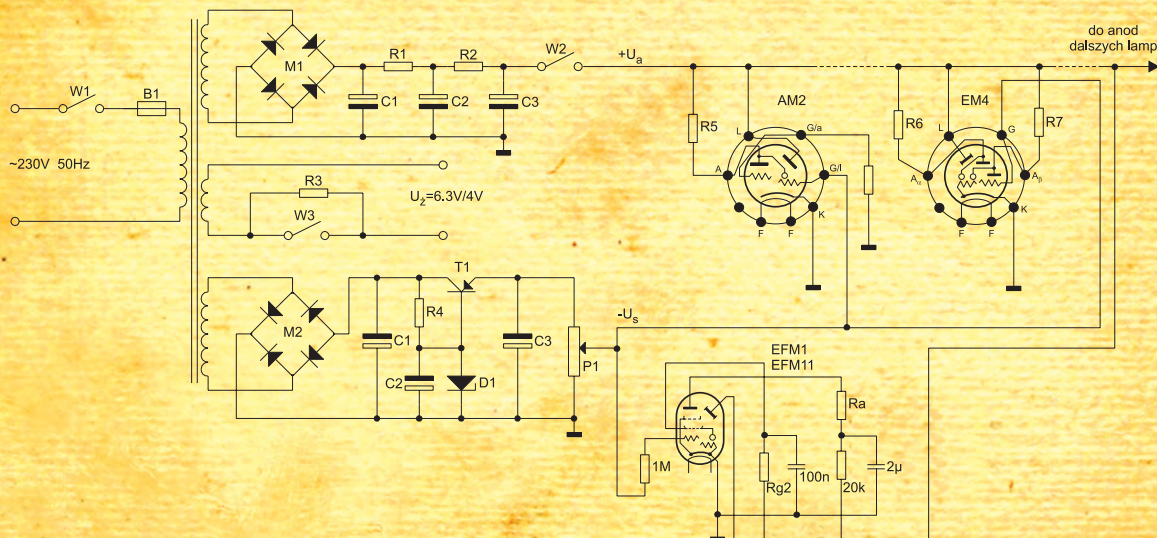 do anod
dalszych lamp
W1
B1
~230V 50Hz
M1
R1
R2
W2
+Ua
C1
C2
C3
R3
W3
Uż=6.3V/4V
R5
AM2
L
G/a
A
G/l
K
F
F
R6
EM4
L
G
R7
Aα
Aβ
K
F
F
M2
T1
R4
C1
C2
D1
C3
P1
-Us
EFM1
EFM11
1M
Rg2
100n
Ra
20k
2µ